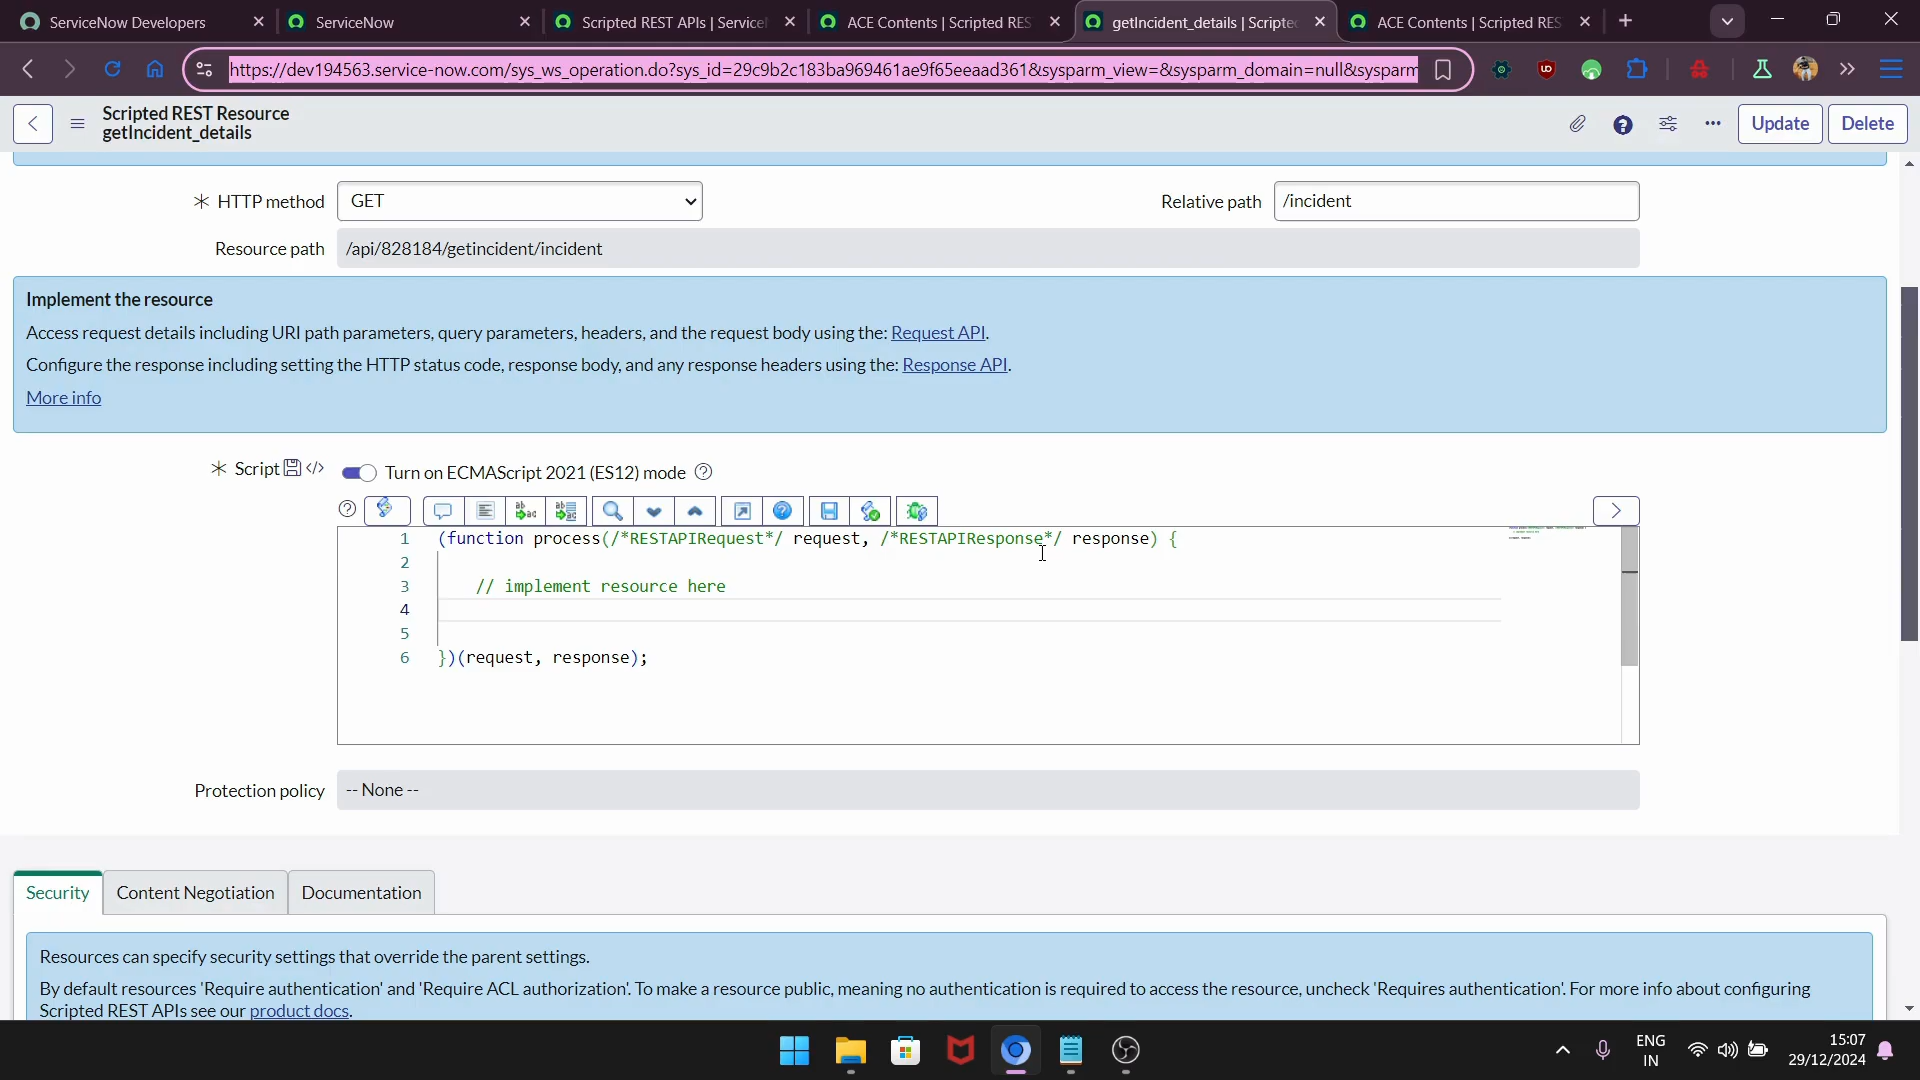 ServiceNow Developers
ServiceNow
Scripted REST APIs | Service
ACE Contents | Scripted RES
getIncident_details | Scripte
ACE Contents | Scripted RES
https://dev194563.service-now.com/sys_ws_operation.do?sys_id=29c9b2c183ba969461ae9f65eeaad361&sysparm_view=&sysparm_domain=null&sysparm
Scripted REST Resource
getIncident_details
Update
Delete
HTTP method
GET
Relative path
/incident
Resource path
/api/828184/getincident/incident
Implement the resource
Access request details including URI path parameters, query parameters, headers, and the request body using the: Request API.
Configure the response including setting the HTTP status code, response body, and any response headers using the: Response API.
More info
Script
Turn on ECMAScript 2021 (ES12) mode
1 (function process(/*RESTAPIRequest*/ request, /*RESTAPIResponse*/ response) {
2
3 // implement resource here
4
5
6 })(request, response);
Protection policy
-- None --
Security
Content Negotiation
Documentation
Resources can specify security settings that override the parent settings.
By default resources 'Require authentication' and 'Require ACL authorization'. To make a resource public, meaning no authentication is required to access the resource, uncheck 'Requires authentication'. For more info about configuring
Scripted REST APIs see our product docs.
ENG
IN
15:07
29/12/2024